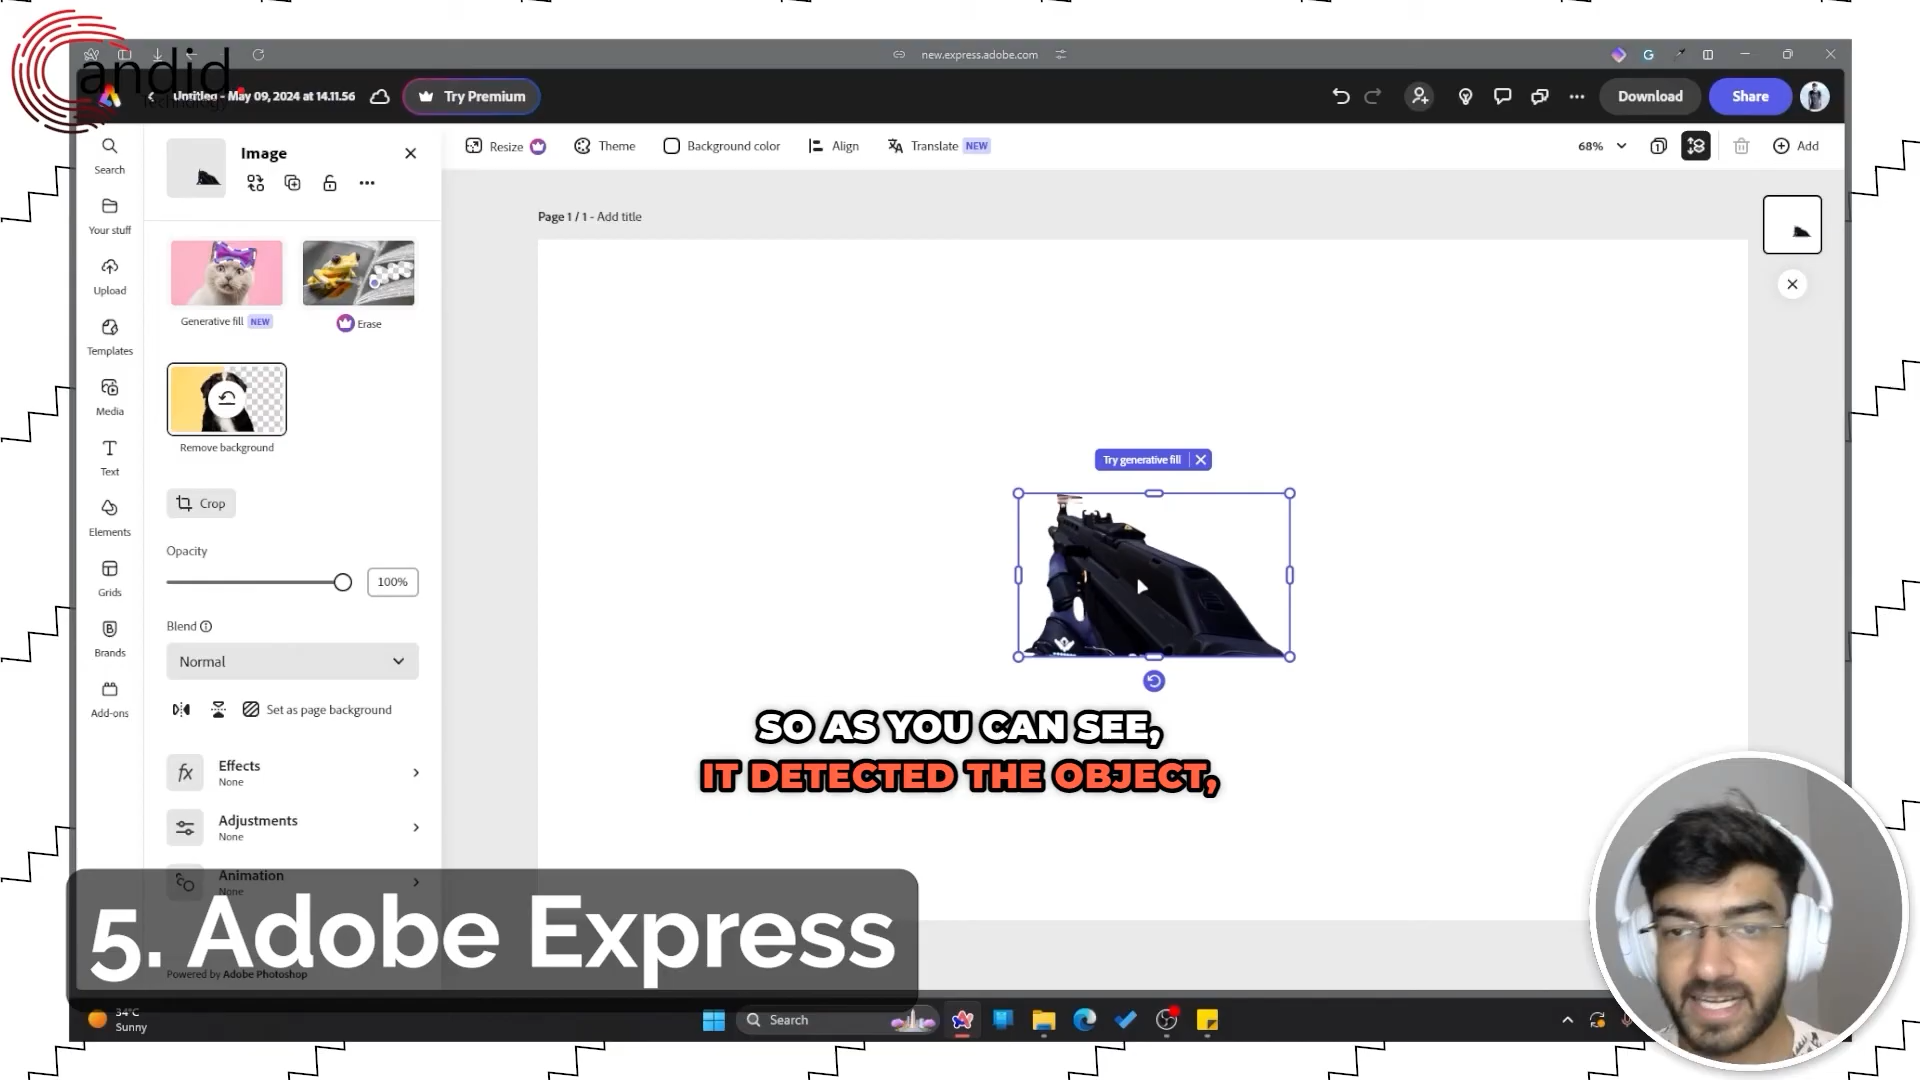 new.express.adobe.com
andid
Technology
Untitled - May 09, 2024 at 14.11.56
Try Premium
Download
Share
Image
Resize
Theme
Background color
Align
Translate NEW
68%
1
Add
Search
Your stuff
Upload
Templates
Media
Text
Elements
Grids
Brands
Add-ons
Generative fill NEW
Erase
Remove background
Crop
Opacity
100%
Blend
Normal
Set as page background
Effects
None
Adjustments
None
Animation
None
Powered by Adobe Photoshop
Page 1 / 1 - Add title
Try generative fill
SO AS YOU CAN SEE,
IT DETECTED THE OBJECT,
5. Adobe Express
34°C
Sunny
Search